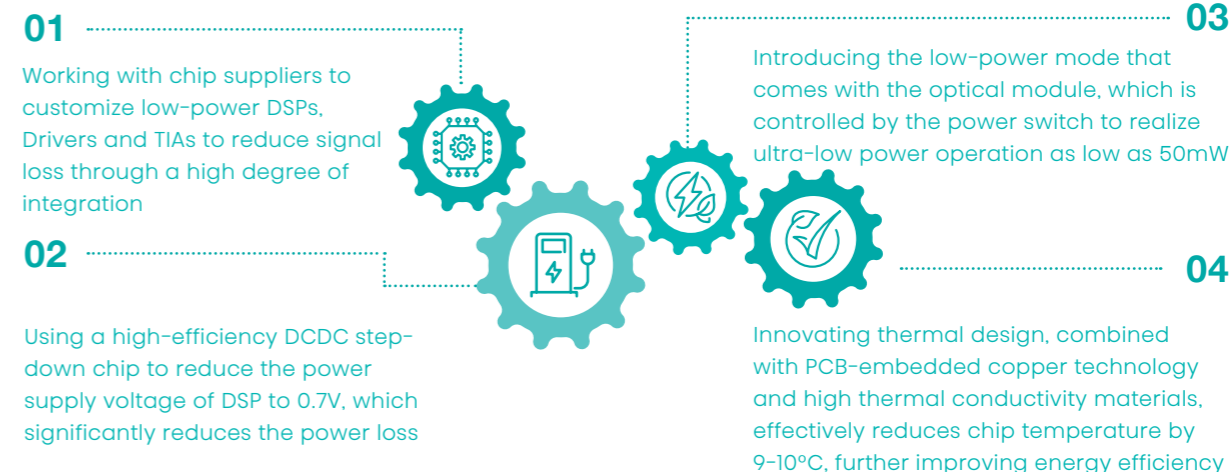 01
Working with chip suppliers to
customize low-power DSPs,
Drivers and TIAs to reduce signal
loss through a high degree of
integration
02
Using a high-efficiency DCDC step-
down chip to reduce the power
supply voltage of DSP to 0.7V, which
significantly reduces the power loss
03
Introducing the low-power mode that
comes with the optical module, which is
controlled by the power switch to realize
ultra-low power operation as low as 50mW
04
Innovating thermal design, combined
with PCB-embedded copper technology
and high thermal conductivity materials,
effectively reduces chip temperature by
9-10°C, further improving energy efficiency